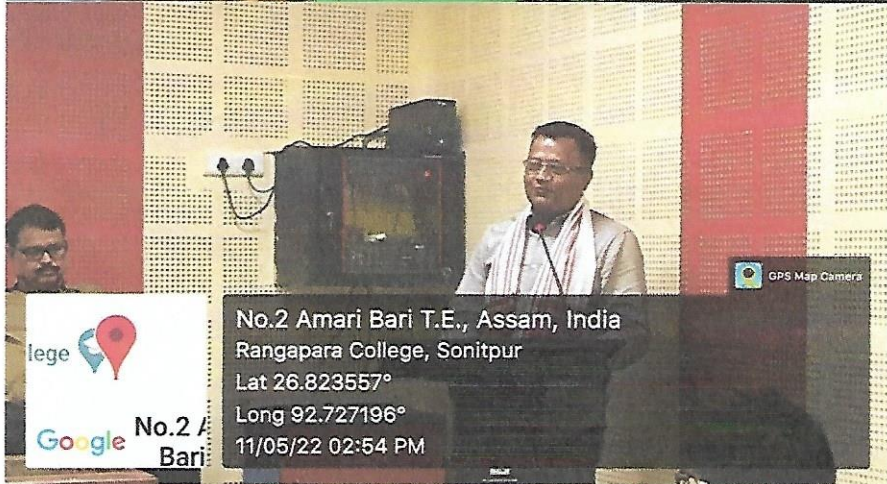 GPS Map Camera
No.2 Amari Bari T.E., Assam, India
Rangapara College, Sonitpur
Lat 26.823557°
Long 92.727196°
11/05/22 02:54 PM
lege
Google
No.2 A
Bari